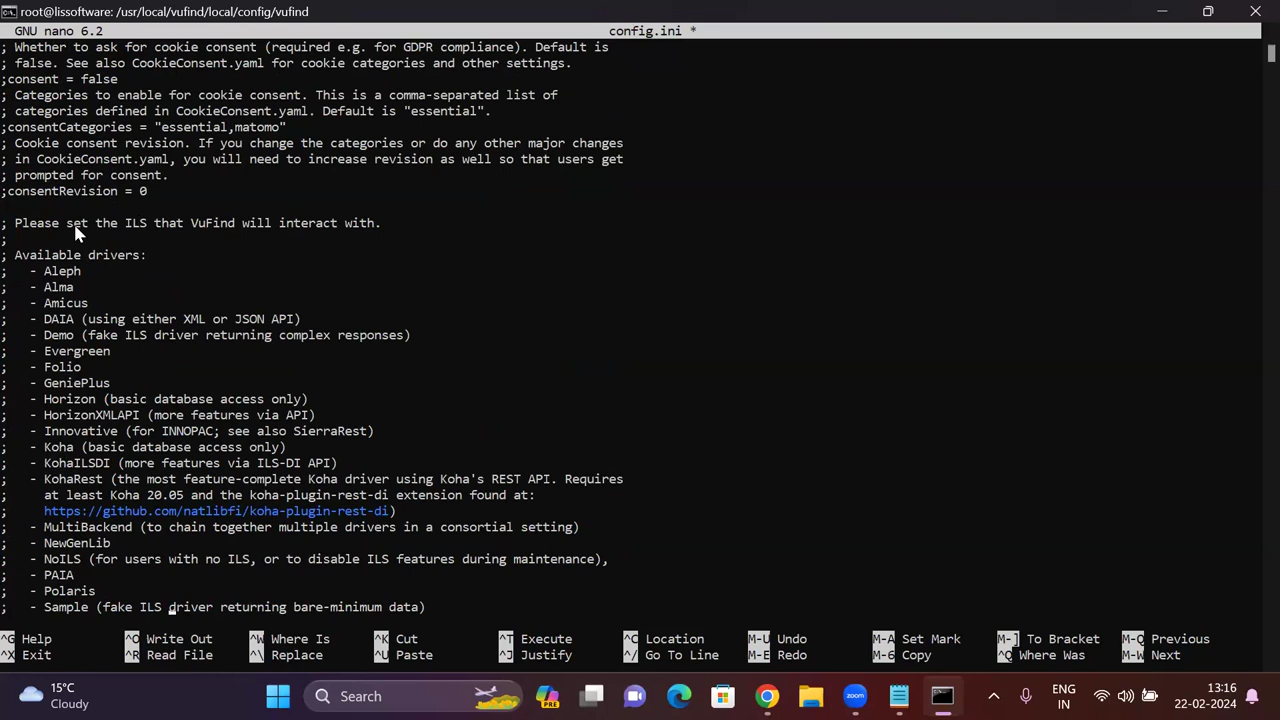 root@lissoftware: /usr/local/vufind/local/config/vufind
GNU nano 6.2 config.ini *
; Whether to ask for cookie consent (required e.g. for GDPR compliance). Default is
; false. See also CookieConsent.yaml for cookie categories and other settings.
;consent = false
; Categories to enable for cookie consent. This is a comma-separated list of
; categories defined in CookieConsent.yaml. Default is "essential".
;consentCategories = "essential,matomo"
; Cookie consent revision. If you change the categories or do any other major changes
; in CookieConsent.yaml, you will need to increase revision as well so that users get
; prompted for consent.
;consentRevision = 0
; Please set the ILS that VuFind will interact with.
;
; Available drivers:
;   - Aleph
;   - Alma
;   - Amicus
;   - DAIA (using either XML or JSON API)
;   - Demo (fake ILS driver returning complex responses)
;   - Evergreen
;   - Folio
;   - GeniePlus
;   - Horizon (basic database access only)
;   - HorizonXMLAPI (more features via API)
;   - Innovative (for INNOPAC; see also SierraRest)
;   - Koha (basic database access only)
;   - KohaILSDI (more features via ILS-DI API)
;   - KohaRest (the most feature-complete Koha driver using Koha's REST API. Requires
;     at least Koha 20.05 and the koha-plugin-rest-di extension found at:
;     https://github.com/natlibfi/koha-plugin-rest-di)
;   - MultiBackend (to chain together multiple drivers in a consortial setting)
;   - NewGenLib
;   - NoILS (for users with no ILS, or to disable ILS features during maintenance),
;   - PAIA
;   - Polaris
;   - Sample (fake ILS driver returning bare-minimum data)
^G Help ^O Write Out ^W Where Is ^K Cut ^T Execute ^C Location M-U Undo M-A Set Mark M-] To Bracket M-Q Previous
^X Exit ^R Read File ^\ Replace ^U Paste ^J Justify ^/ Go To Line M-E Redo M-6 Copy ^Q Where Was M-W Next
15°C
Cloudy
Search
PRE
ENG
IN
13:16
22-02-2024